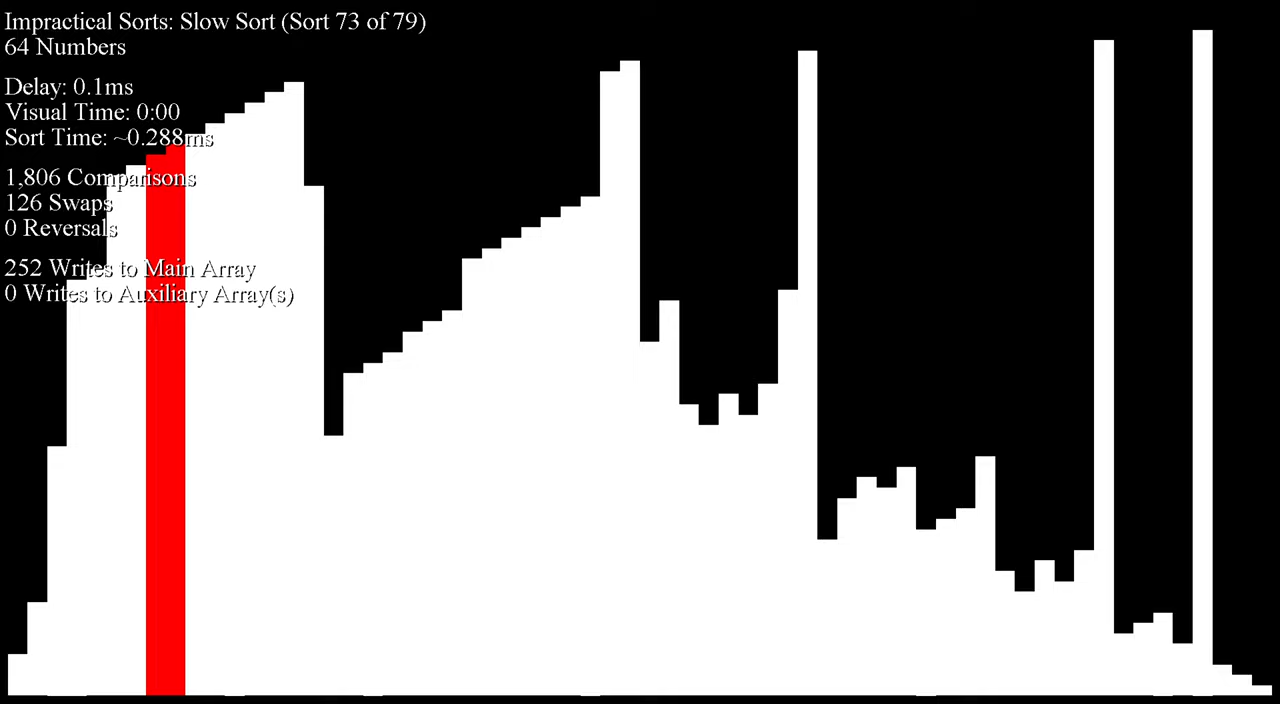 Impractical Sorts: Slow Sort (Sort 73 of 79)
64 Numbers
Delay: 0.1ms
Visual Time: 0:00
Sort Time: ~0.288ms
1,806 Comparisons
126 Swaps
0 Reversals
252 Writes to Main Array
0 Writes to Auxiliary Array(s)